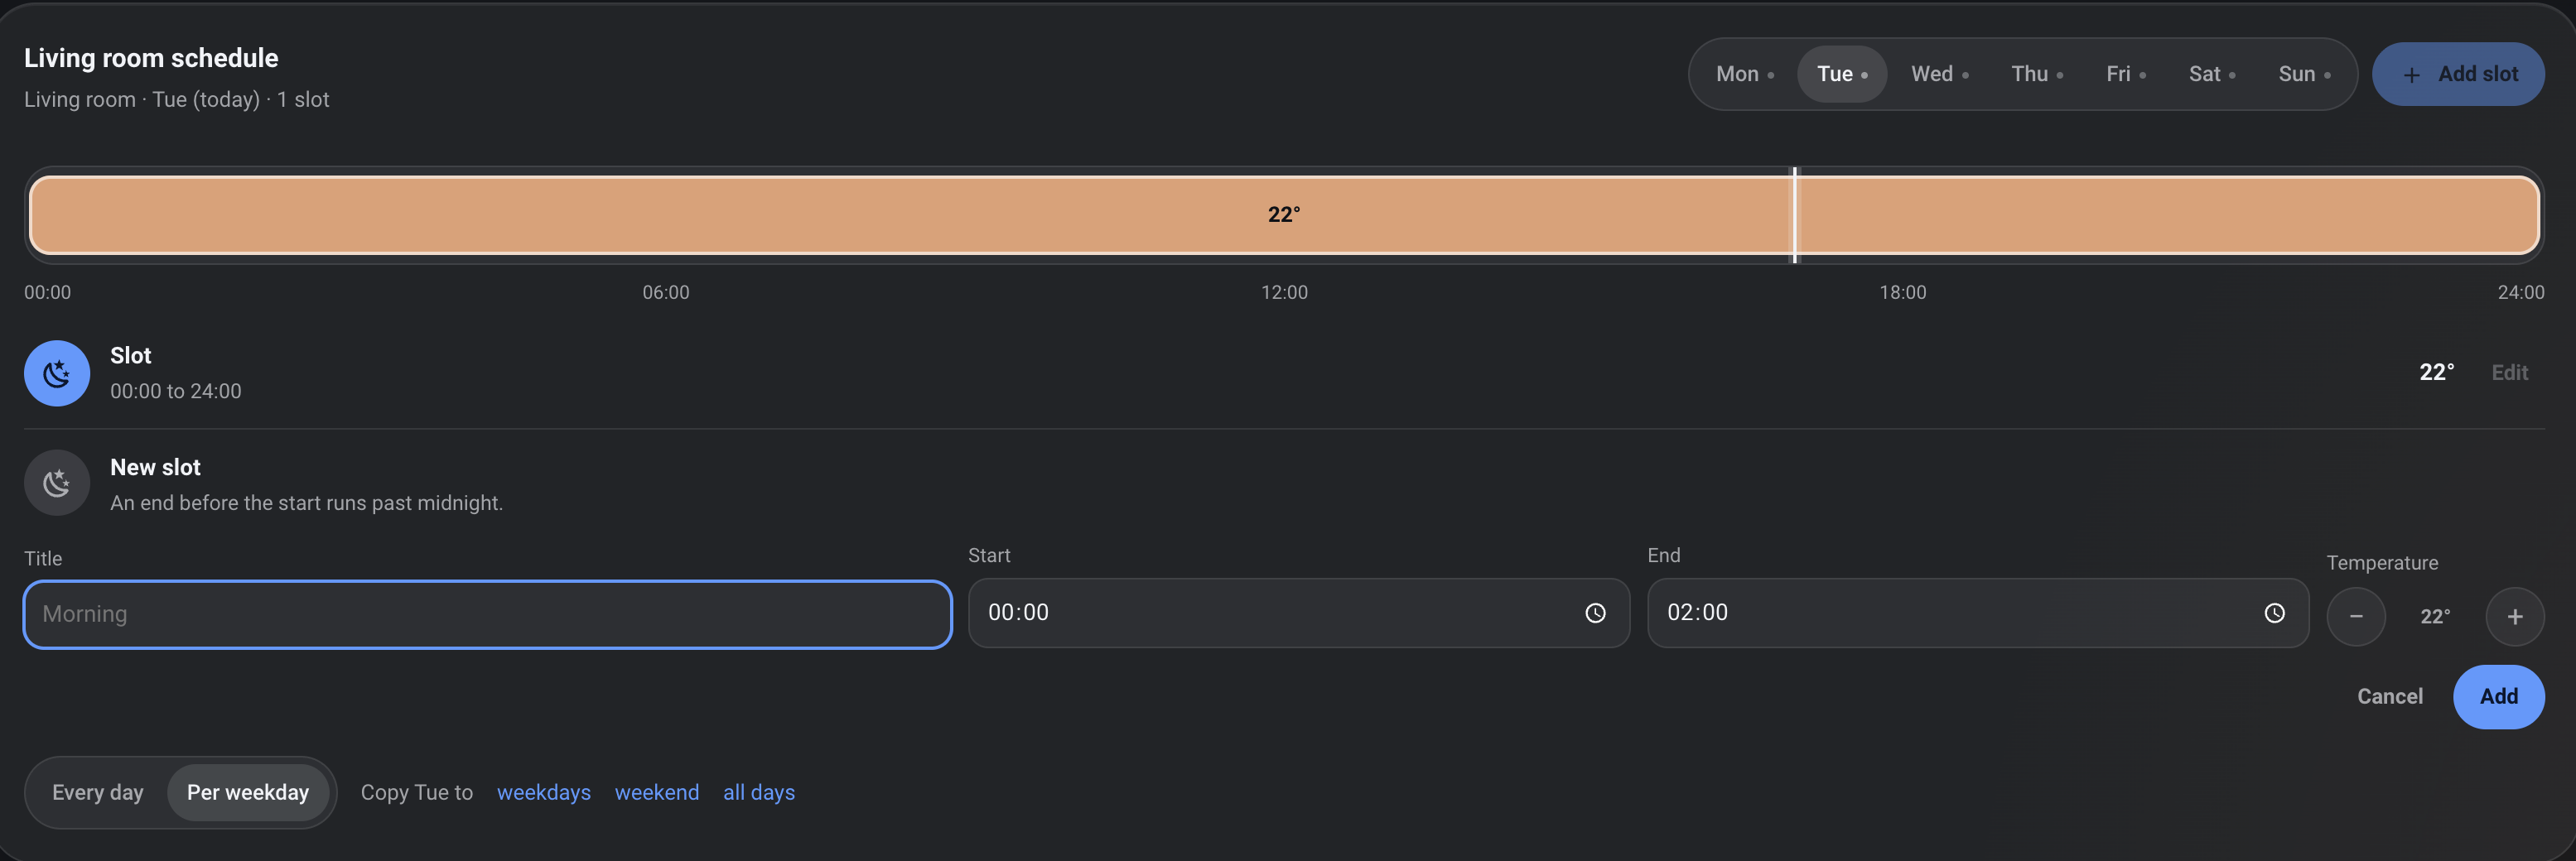 Living room schedule
Living room · Tue (today) · 1 slot
Mon Tue Wed Thu Fri Sat Sun
+ Add slot
22°
00:00 06:00 12:00 18:00 24:00
Slot
00:00 to 24:00
22° Edit
New slot
An end before the start runs past midnight.
Title Start End Temperature
Morning 00:00 02:00 − 22° +
Cancel Add
Every day Per weekday Copy Tue to weekdays weekend all days